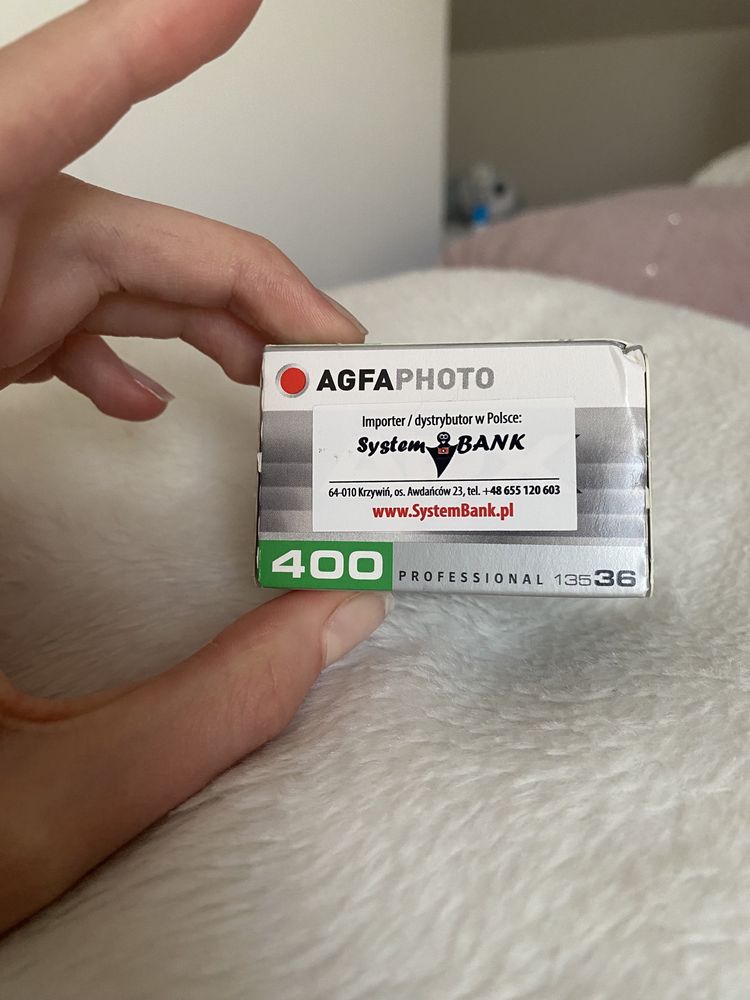 AGFAPHOTO
Importer / dystrybutor w Polsce:
System BANK
64-010 Krzywiń, os. Awdańców 23, tel. +48 655 120 603
www.SystemBank.pl
400 PROFESSIONAL 135 36